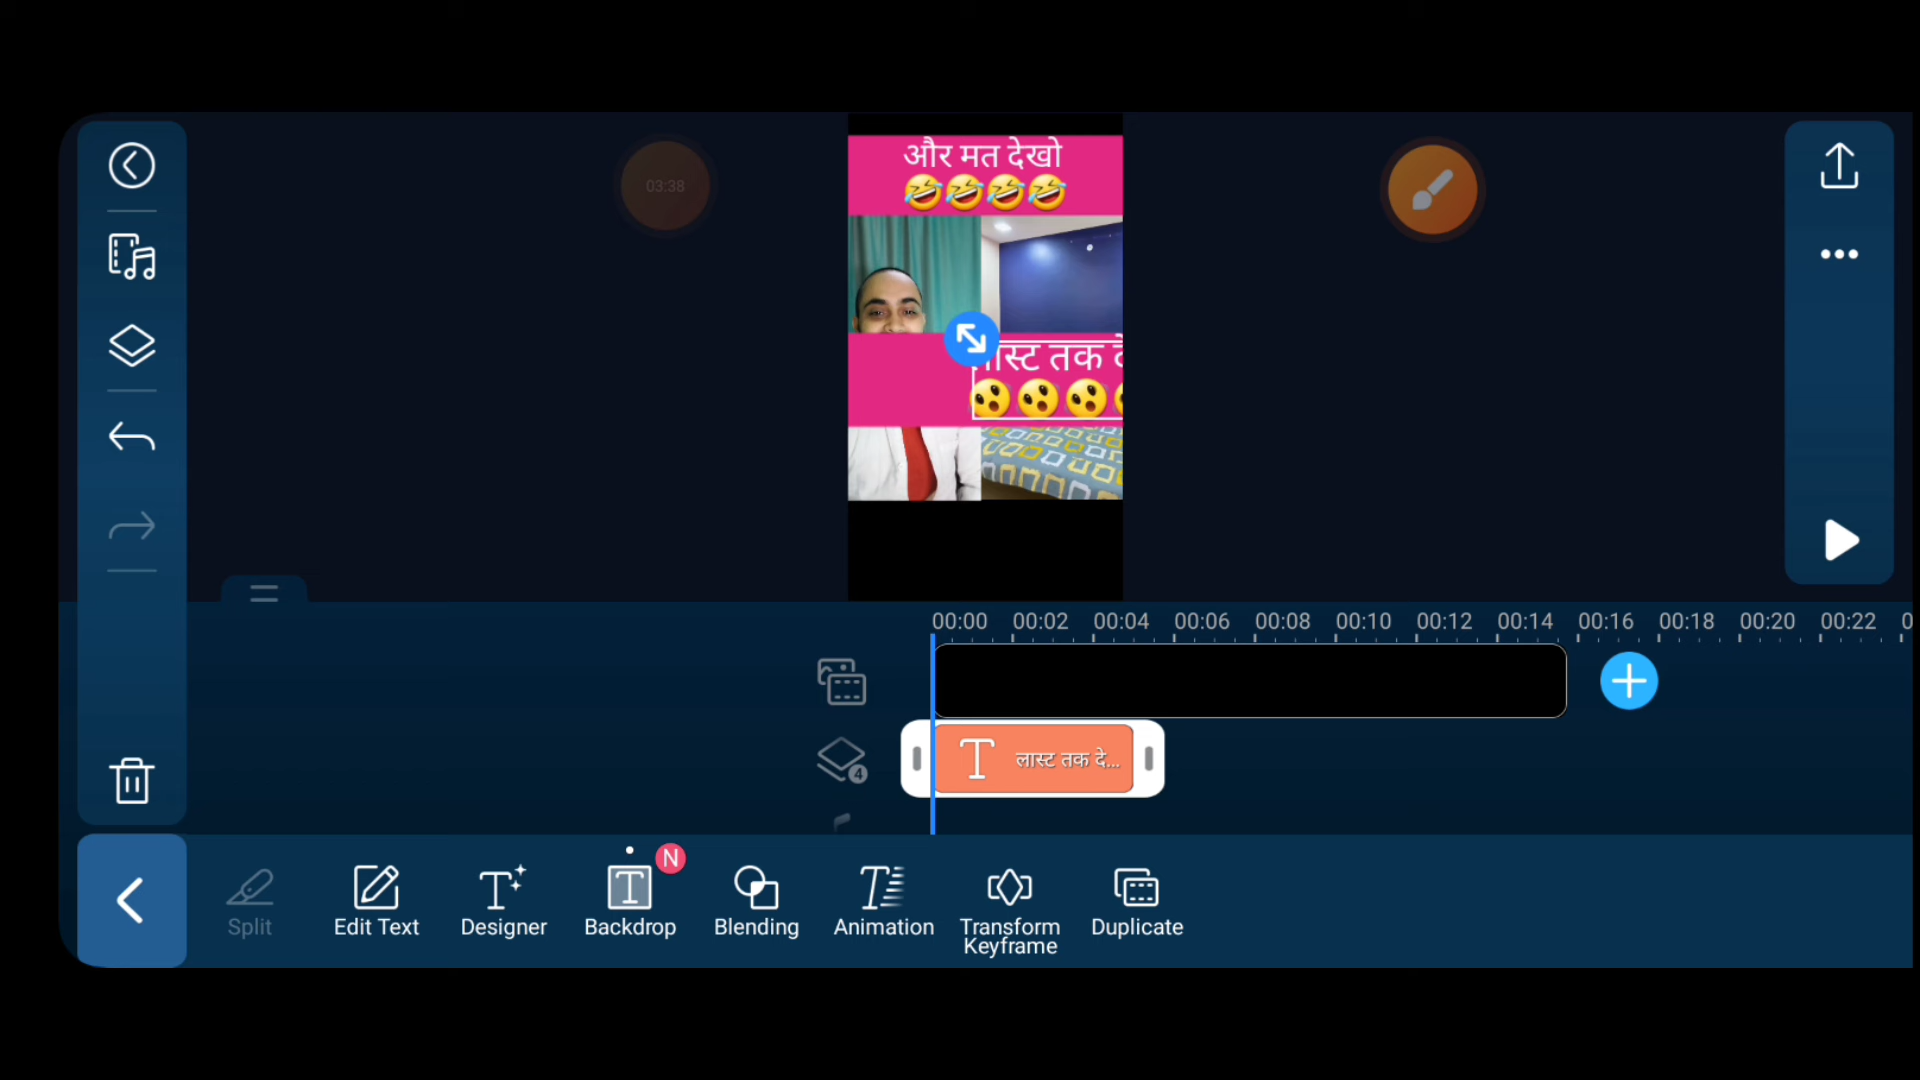 03:38
और मत देखो
🤣🤣🤣🤣
स्ट तक
😮😮😮
00:00 00:02 00:04 00:06 00:08 00:10 00:12 00:14 00:16 00:18 00:20 00:22 0
4
T लास्ट तक दे...
N
Split Edit Text Designer Backdrop Blending Animation Transform Keyframe Duplicate